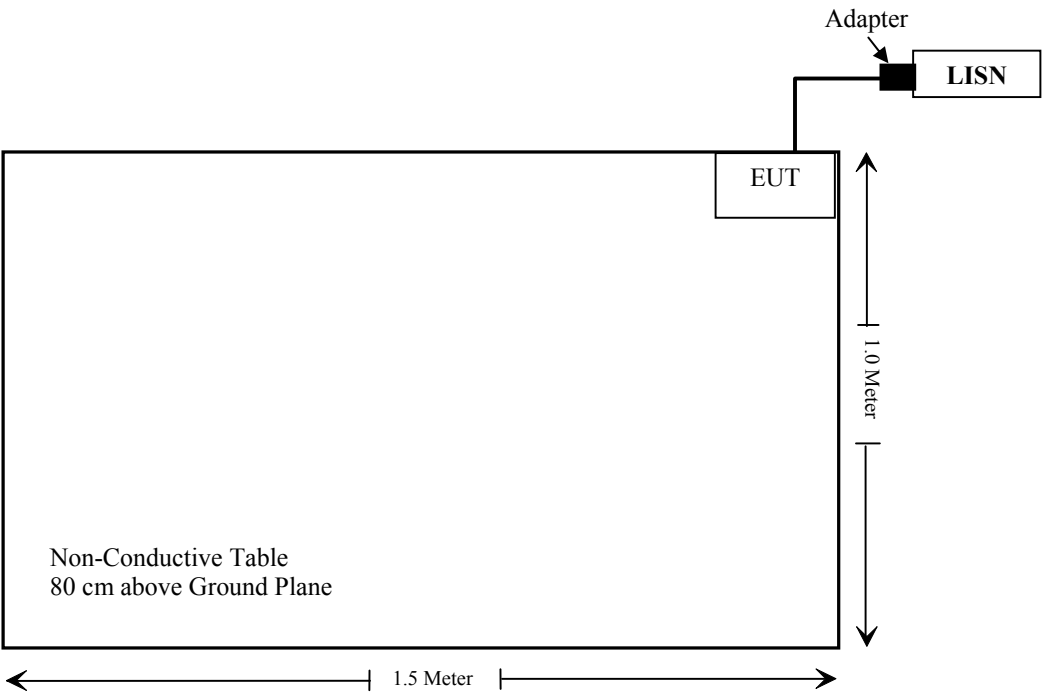 Adapter
LISN
EUT
1.0 Meter
Non-Conductive Table
80 cm above Ground Plane
1.5 Meter